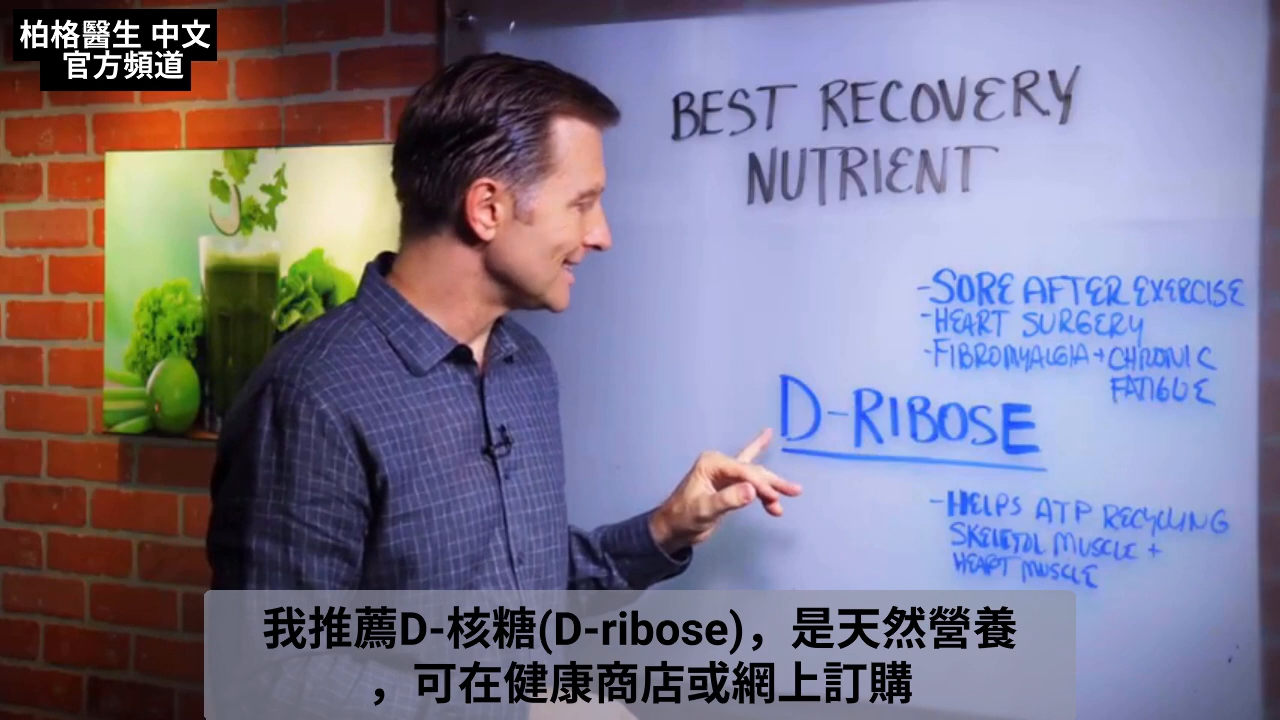 柏格醫生 中文
官方頻道
BEST RECOVERY
NUTRIENT
-SORE AFTER EXERCISE
-HEART SURGERY
-FIBROMYALGIA + CHRONIC
FATIGUE
D-RIBOSE
-HELPS ATP RECYCLING
SKELETOL MUSCLE +
HEART MUSCLE
我推薦D-核糖(D-ribose)，是天然營養
，可在健康商店或網上訂購